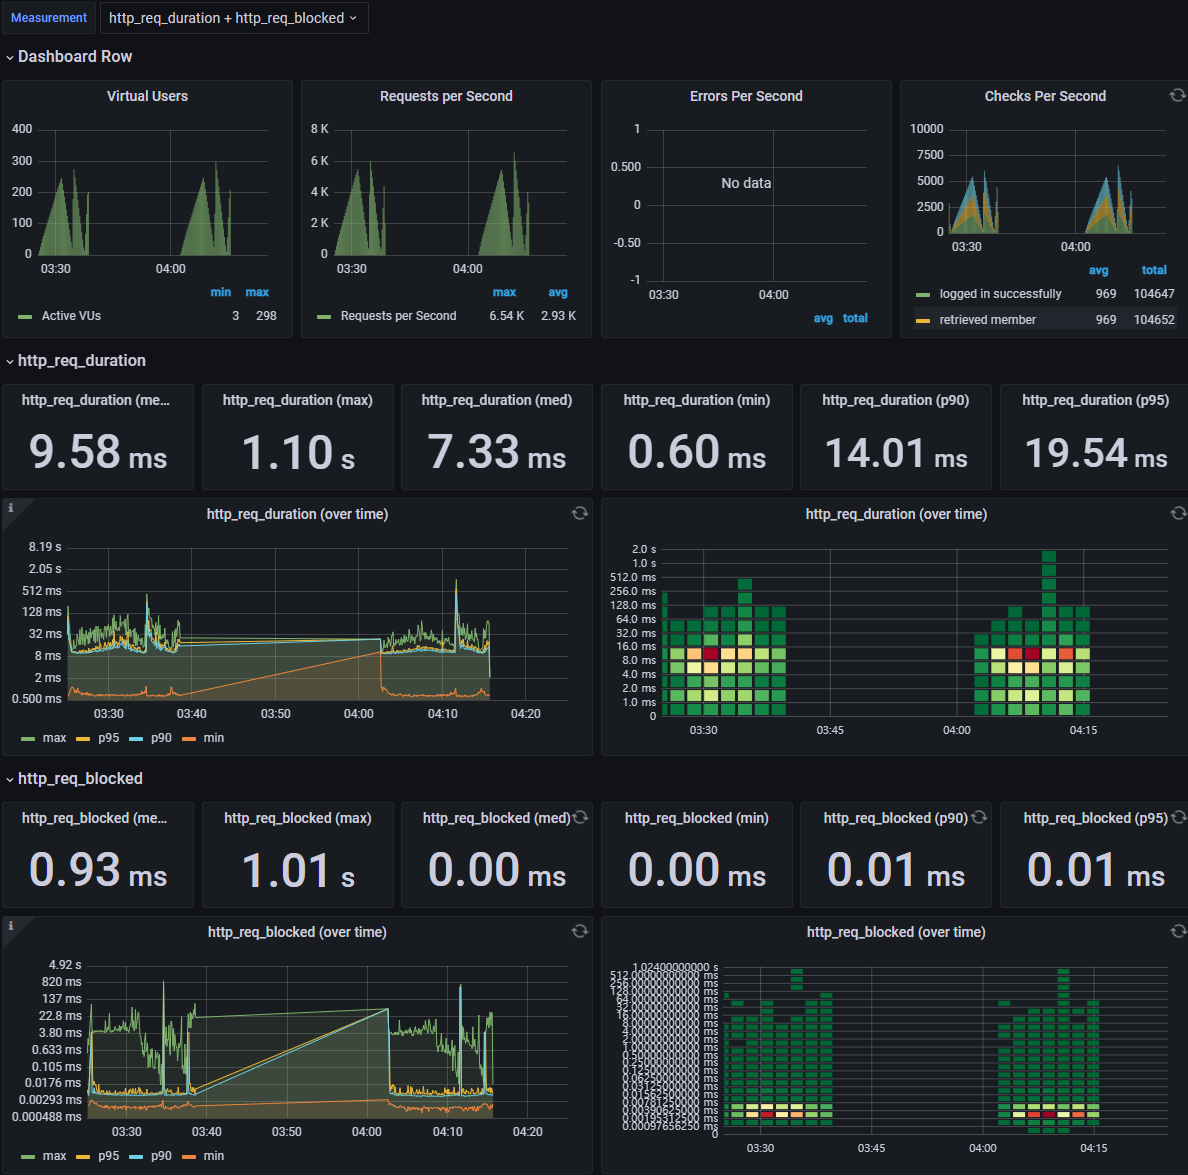 Measurement http_req_duration + http_req_blocked
Dashboard Row
Virtual Users
400
300
200
100
0
03:30 04:00
min max
Active VUs 3 298
Requests per Second
8 K
6 K
4 K
2 K
0
03:30 04:00
max avg
Requests per Second 6.54 K 2.93 K
Errors Per Second
1
0.500
0
-0.50
-1
No data
03:30 04:00
avg total
Checks Per Second
10000
7500
5000
2500
0
03:30 04:00
avg total
logged in successfully 969 104647
retrieved member 969 104652
http_req_duration
http_req_duration (me...
9.58 ms
http_req_duration (max)
1.10 s
http_req_duration (med)
7.33 ms
http_req_duration (min)
0.60 ms
http_req_duration (p90)
14.01 ms
http_req_duration (p95)
19.54 ms
http_req_duration (over time)
8.19 s
2.05 s
512 ms
128 ms
32 ms
8 ms
2 ms
0.500 ms
03:30 03:40 03:50 04:00 04:10 04:20
max p95 p90 min
http_req_duration (over time)
2.0 s
1.0 s
512.0 ms
256.0 ms
128.0 ms
64.0 ms
32.0 ms
16.0 ms
8.0 ms
4.0 ms
2.0 ms
1.0 ms
0
03:30 03:45 04:00 04:15
http_req_blocked
http_req_blocked (me...
0.93 ms
http_req_blocked (max)
1.01 s
http_req_blocked (med)
0.00 ms
http_req_blocked (min)
0.00 ms
http_req_blocked (p90)
0.01 ms
http_req_blocked (p95)
0.01 ms
http_req_blocked (over time)
4.92 s
820 ms
137 ms
22.8 ms
3.80 ms
0.633 ms
0.105 ms
0.0176 ms
0.00293 ms
0.000488 ms
03:30 03:40 03:50 04:00 04:10 04:20
max p95 p90 min
http_req_blocked (over time)
1.02400000000 s
512.0000000000 ms
0.00097656250 ms
0
03:30 03:45 04:00 04:15